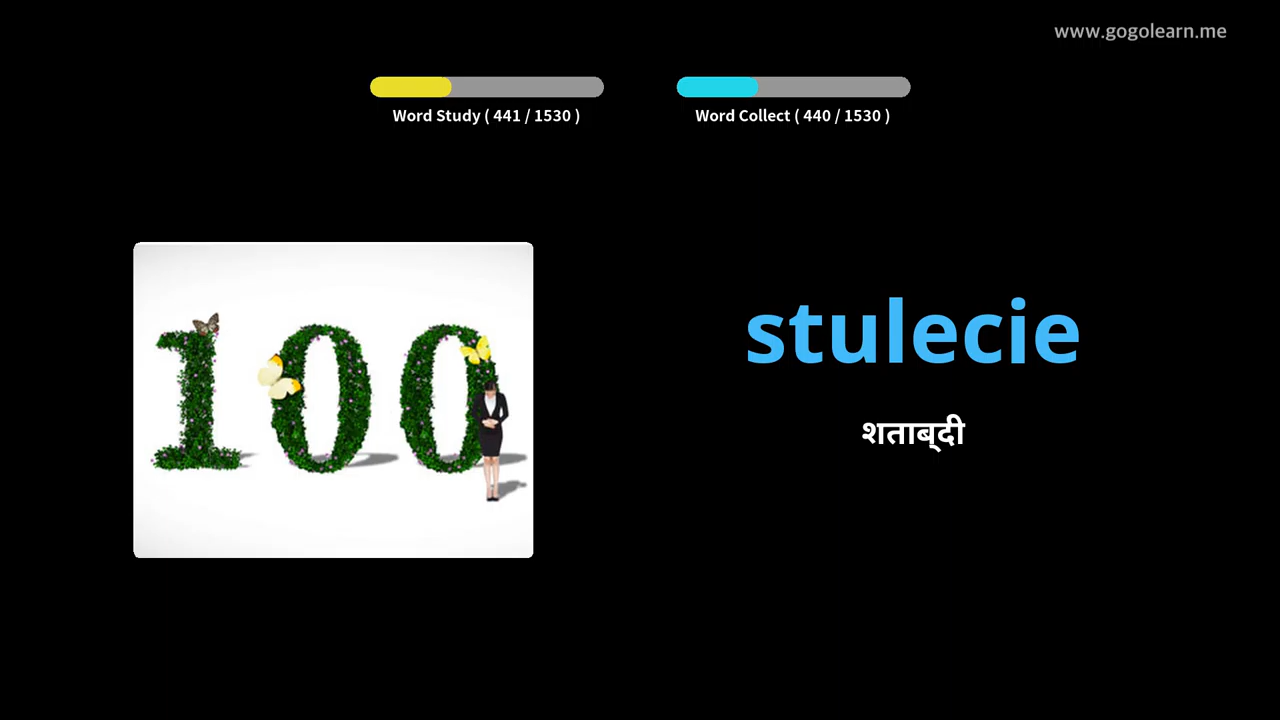 www.gogolearn.me
Word Study ( 441 / 1530 )
Word Collect ( 440 / 1530 )
100
stulecie
शताब्दी